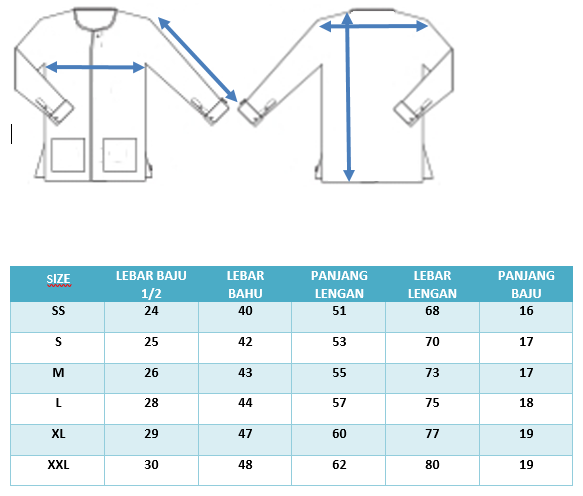 SIZE LEBAR BAJU 1/2 LEBAR BAHU PANJANG LENGAN LEBAR LENGAN PANJANG BAJU
SS 24 40 51 68 16
S 25 42 53 70 17
M 26 43 55 73 17
L 28 44 57 75 18
XL 29 47 60 77 19
XXL 30 48 62 80 19